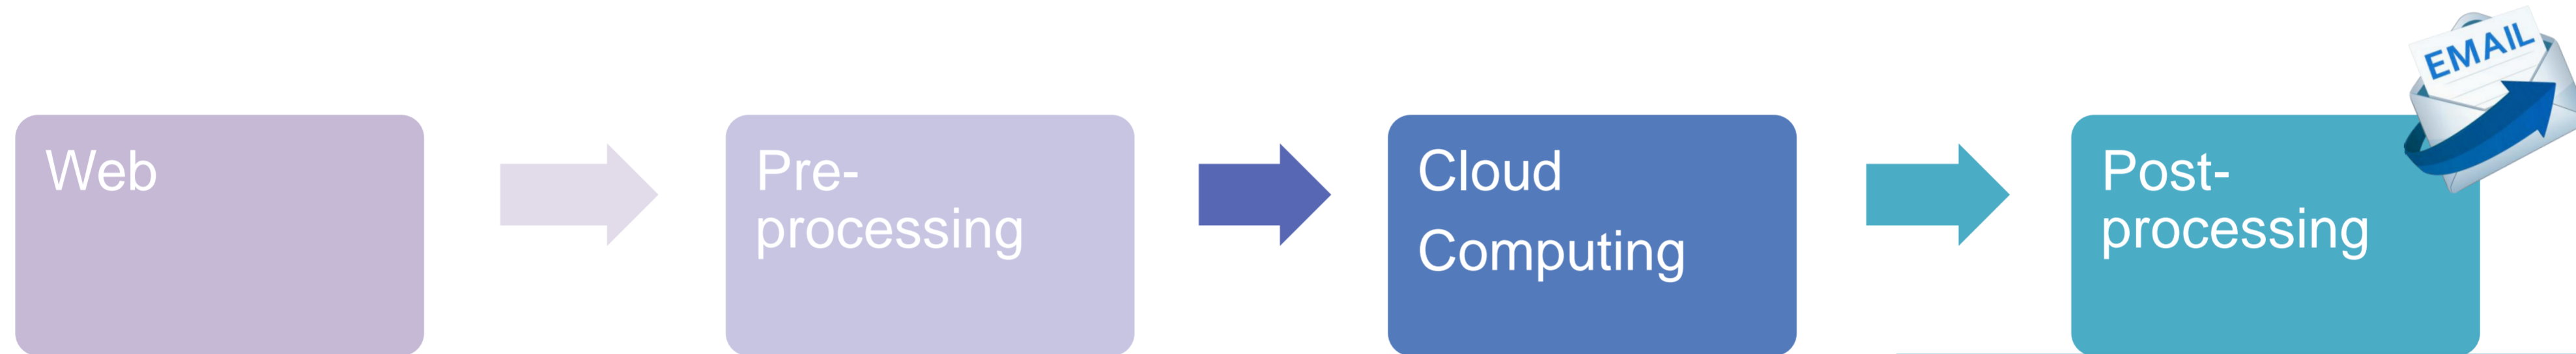 EMAIL
Web
Pre-
processing
Cloud
Computing
Post-
processing